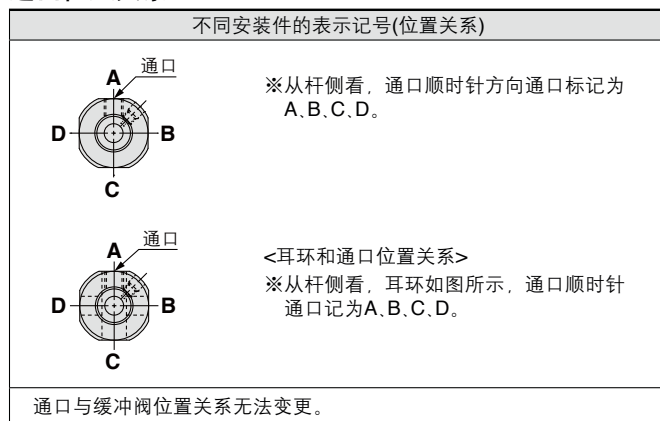 不同安装件的表示记号(位置关系)
通口
A
D
B
C
※从杆侧看，通口顺时针方向通口标记为
A、B、C、D。
通口
A
D
B
C
<耳环和通口位置关系>
※从杆侧看，耳环如图所示，通口顺时针
通口记为A、B、C、D。
通口与缓冲阀位置关系无法变更。